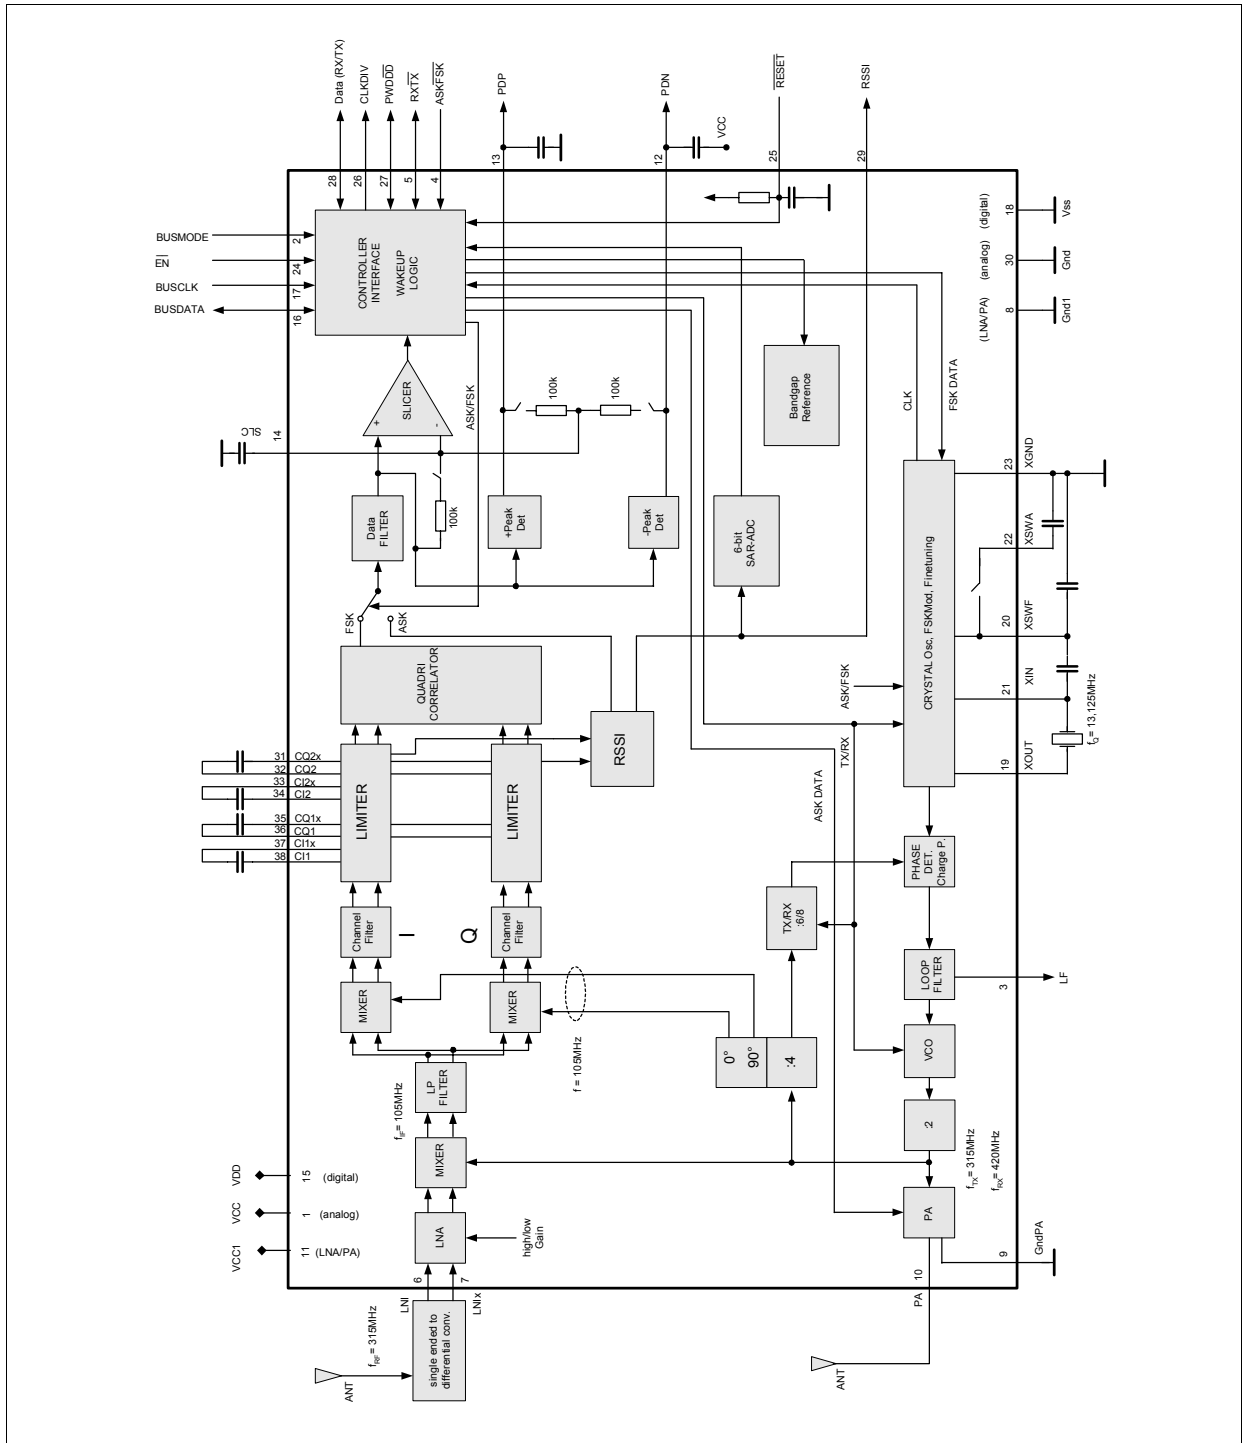 Data (RX/TX)
CLKDIV
PWDDD
RXTX
ASKFSK
PDP
PDN
VCC
RESET
RSSI
28
26
27
5
4
13
12
25
29
BUSMODE
2
EN
24
BUSCLK
17
BUSDATA
16
CONTROLLER
INTERFACE
WAKEUP
LOGIC
(digital)
18
Vss
(analog)
30
Gnd
(LNA/PA)
8
Gnd1
SLC
14
SLICER
+
-
ASK/FSK
100k
100k
Bandgap
Reference
CLK
FSK DATA
Data
FILTER
100k
+Peak
Det
-Peak
Det
6-bit
SAR-ADC
23
XGND
22
XSWA
20
XSWF
21
XIN
19
XOUT
fQ = 13,125MHz
CRYSTAL Osc, FSKMod, Finetuning
FSK
ASK
QUADRI
CORRELATOR
ASK/FSK
TX/RX
ASK DATA
RSSI
31 CQ2x
32 CQ2
33 CI2x
34 CI2
35 CQ1x
36 CQ1
37 CI1x
38 CI1
LIMITER
LIMITER
Channel
Filter
I
Q
Channel
Filter
TX/RX
:6/8
PHASE
DET.
Charge P.
MIXER
MIXER
f = 105MHz
0°
90°
:4
LOOP
FILTER
3
LF
VCO
:2
LP
FILTER
fIF = 105MHz
MIXER
fTX = 315MHz
fRX = 420MHz
VDD
15
(digital)
VCC
1
(analog)
VCC1
11
(LNA/PA)
LNA
high/low
Gain
PA
9
GndPA
10
PA
LNI
6
7
LNIx
fRF = 315MHz
single ended to
differential conv.
ANT
ANT